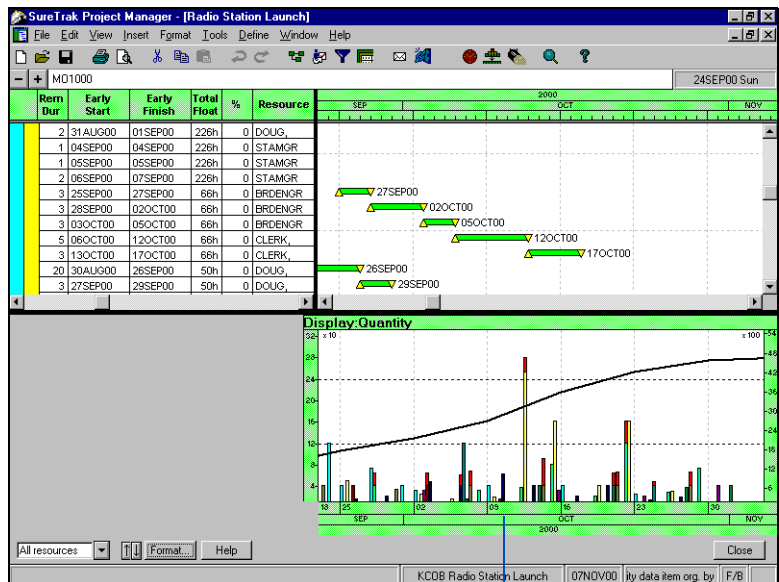 SureTrak Project Manager - [Radio Station Launch]
File Edit View Insert Format Tools Define Window Help
MO1000 24SEP00 Sun
Rem Dur Early Start Early Finish Total Float % Resource
2000
SEP OCT NOV
2 31AUG00 01SEP00 226h 0 DOUG,
1 04SEP00 04SEP00 226h 0 STAMGR
1 05SEP00 05SEP00 226h 0 STAMGR
2 06SEP00 07SEP00 226h 0 STAMGR
3 25SEP00 27SEP00 66h 0 BRDENGR 27SEP00
3 28SEP00 02OCT00 66h 0 BRDENGR 02OCT00
3 03OCT00 05OCT00 66h 0 BRDENGR 05OCT00
5 06OCT00 12OCT00 66h 0 CLERK, 12OCT00
3 13OCT00 17OCT00 66h 0 CLERK, 17OCT00
20 30AUG00 26SEP00 50h 0 DOUG, 26SEP00
3 27SEP00 29SEP00 50h 0 DOUG, 29SEP00
Display:Quantity
32 x 10 x 100 54
28 48
24 42
20 36
30
16 24
12 18
8 12
4 6
18 25 02 09 16 23 30
SEP OCT NOV
2000
All resources Format... Help Close
KCOB Radio Station Launch 07NOV00 ity data item org. by F/B